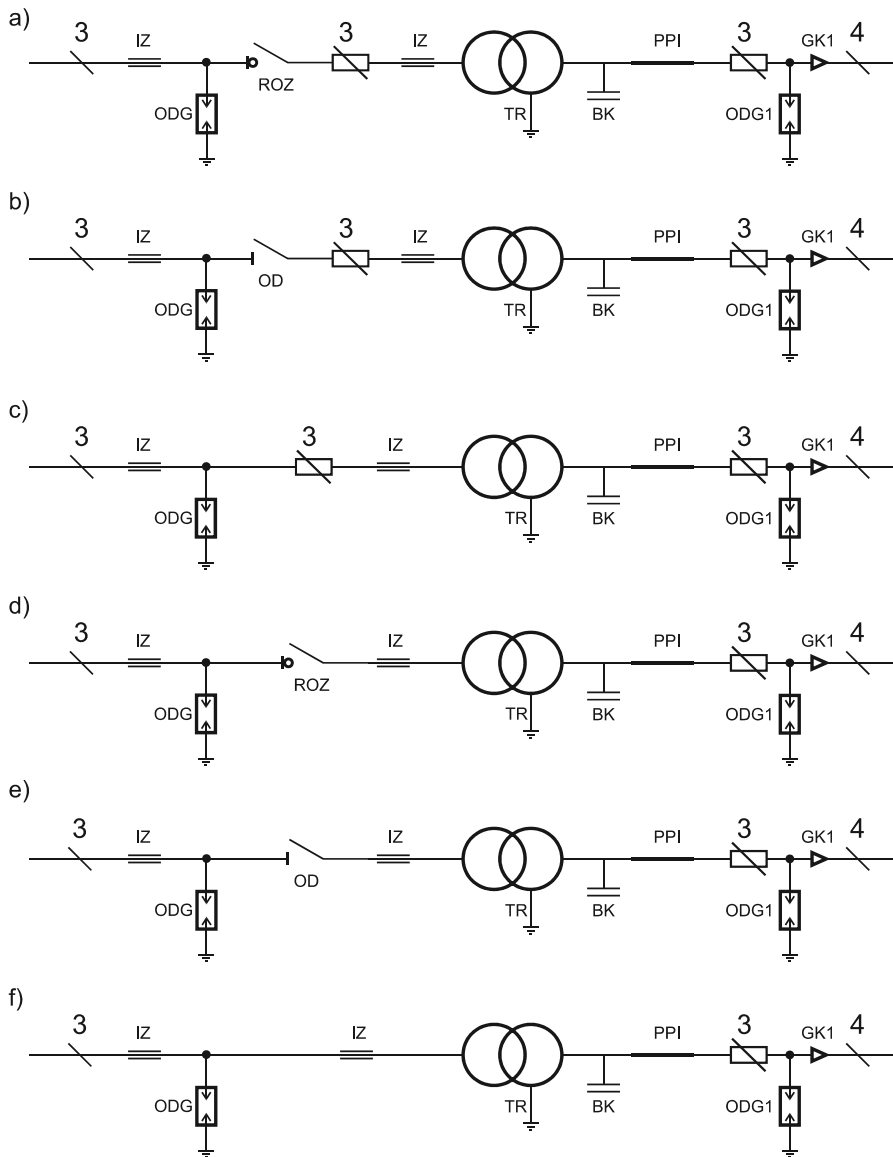 a)
3 IZ 3 IZ PPI 3 GK1 4
ROZ
ODG TR BK ODG1
b)
3 IZ 3 IZ PPI 3 GK1 4
OD
ODG TR BK ODG1
c)
3 IZ 3 IZ PPI 3 GK1 4
ODG TR BK ODG1
d)
3 IZ IZ PPI 3 GK1 4
ROZ
ODG TR BK ODG1
e)
3 IZ IZ PPI 3 GK1 4
OD
ODG TR BK ODG1
f)
3 IZ IZ PPI 3 GK1 4
ODG TR BK ODG1